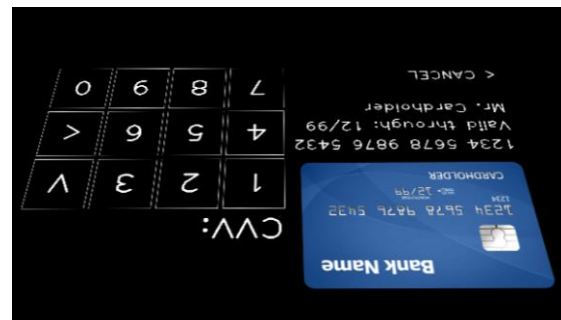 Bank Name
1234 5678 9876 5432
1234
12/99
CARDHOLDER
1234 5678 9876 5432
Valid through: 12/99
Mr. Cardholder
< CANCEL
CVV:
1 2 3 V
4 5 6 <
7 8 9 0